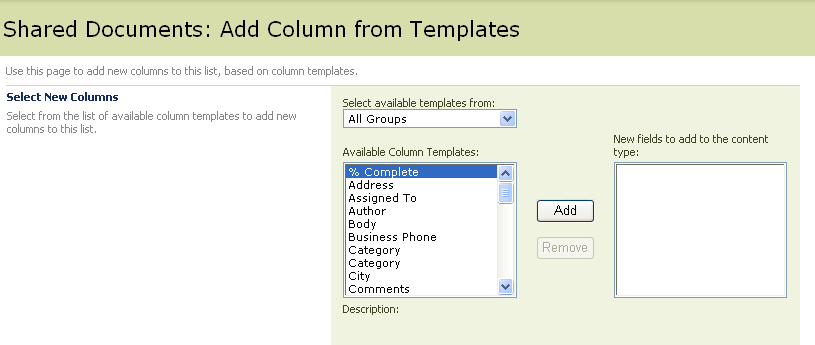 Shared Documents: Add Column from Templates
Use this page to add new columns to this list, based on column templates.
Select New Columns
Select from the list of available column templates to add new
columns to this list.
Select available templates from:
All Groups
Available Column Templates:
% Complete
Address
Assigned To
Author
Body
Business Phone
Category
Category
City
Comments
Add
Remove
New fields to add to the content
type:
Description: